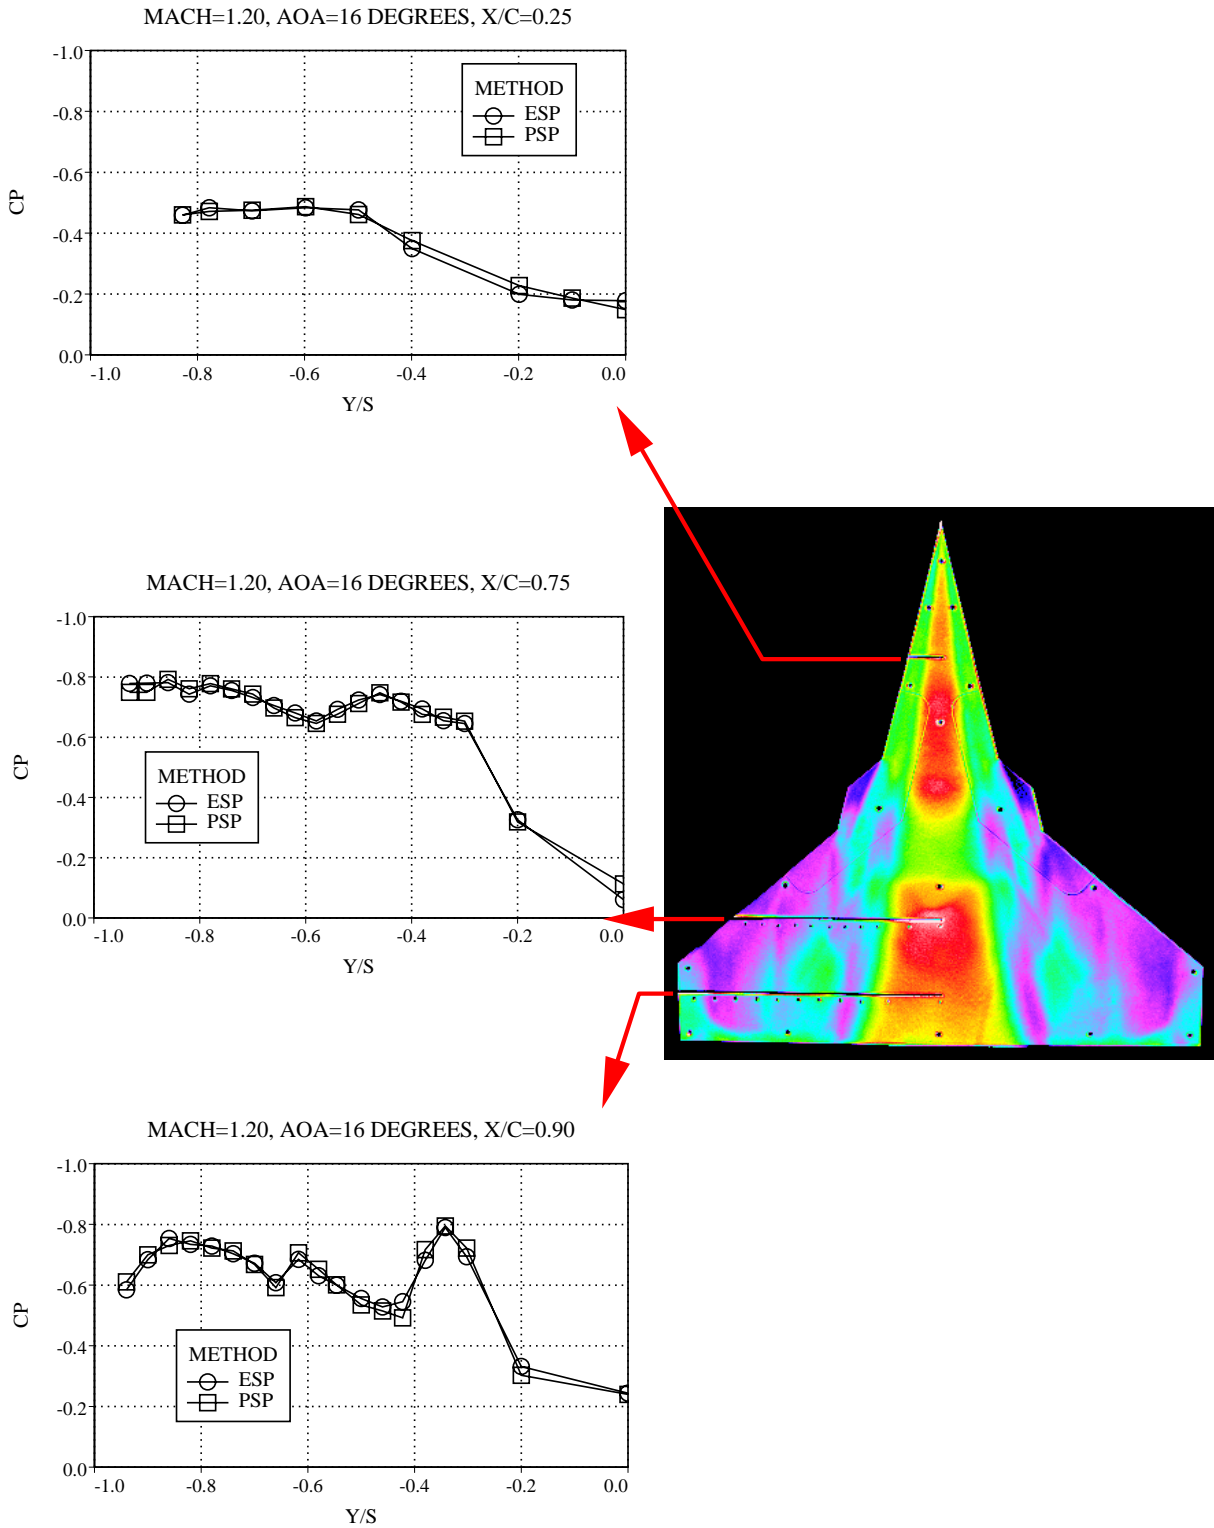 MACH=1.20, AOA=16 DEGREES, X/C=0.25
-1.0
-0.8
-0.6
-0.4
-0.2
0.0
CP
METHOD
ESP
PSP
-1.0 -0.8 -0.6 -0.4 -0.2 0.0
Y/S
MACH=1.20, AOA=16 DEGREES, X/C=0.75
-1.0
-0.8
-0.6
-0.4
-0.2
0.0
CP
METHOD
ESP
PSP
-1.0 -0.8 -0.6 -0.4 -0.2 0.0
Y/S
MACH=1.20, AOA=16 DEGREES, X/C=0.90
-1.0
-0.8
-0.6
-0.4
-0.2
0.0
CP
METHOD
ESP
PSP
-1.0 -0.8 -0.6 -0.4 -0.2 0.0
Y/S